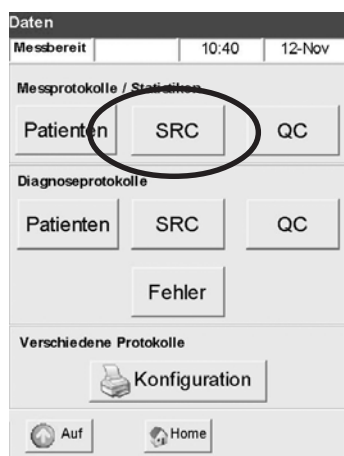 Daten
Messbereit 10:40 12-Nov
Messprotokolle / Statistiken
Patienten SRC QC
Diagnoseprotokolle
Patienten SRC QC
Fehler
Verschiedene Protokolle
Konfiguration
Auf Home